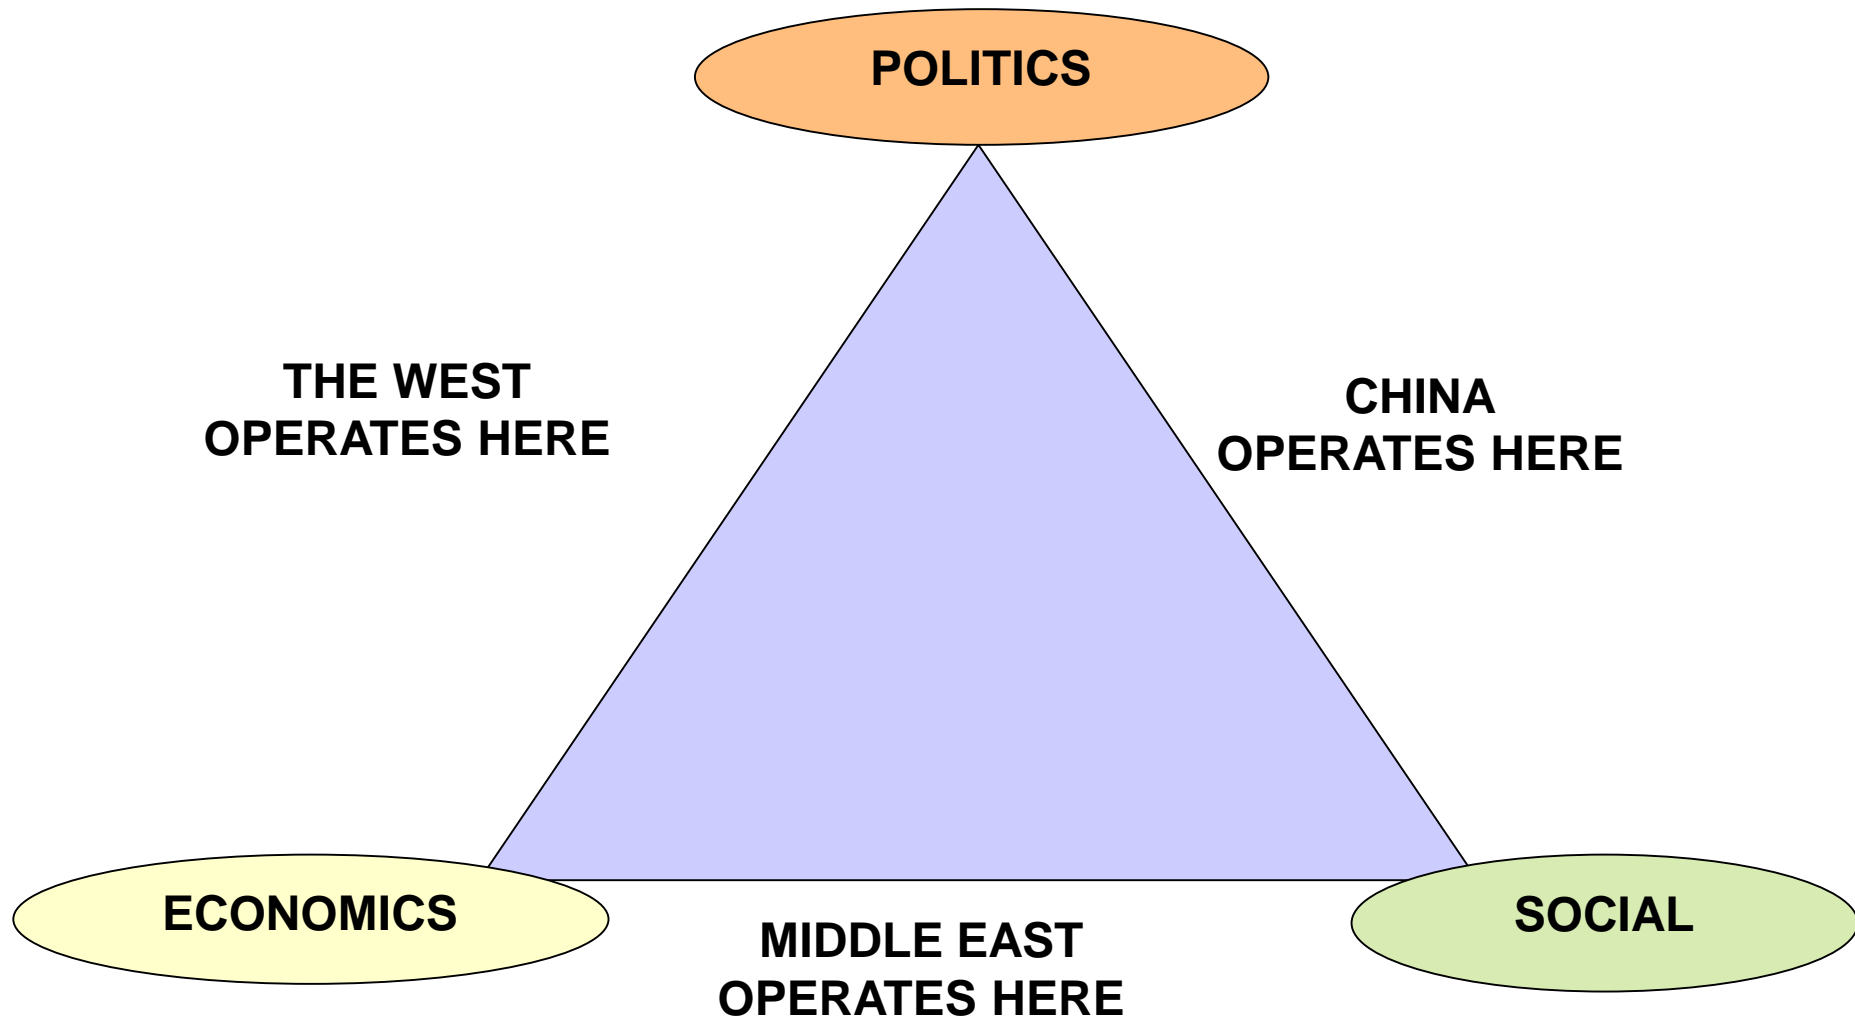 POLITICS
THE WEST
OPERATES HERE
CHINA
OPERATES HERE
ECONOMICS
MIDDLE EAST
OPERATES HERE
SOCIAL